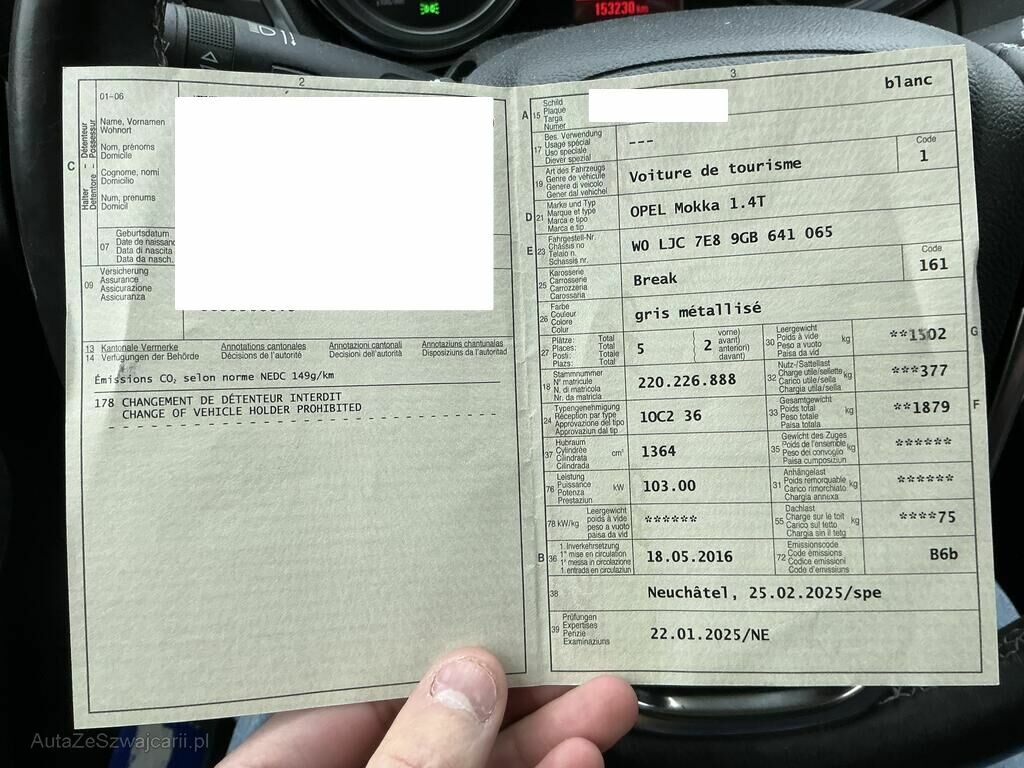 153230 km
2
01-06
C
Halter – Détenteur
Detentore – Possessur
Name, Vornamen
Wohnort
Nom, prénoms
Domicile
Cognome, nomi
Domicilio
Num, prenums
Domicil
07
Geburtsdatum
Date de naissanc
Data di nascita
Data da nasch.
09
Versicherung
Assurance
Assicurazione
Assicuranza
13
14
Kantonale Vermerke
Verfügungen der Behörde
Annotations cantonales
Décisions de l'autorité
Annotazioni cantonali
Decisioni dell'autorità
Annotaziuns chantunalas
Disposiziuns da l'autoritad
Émissions CO₂ selon norme NEDC 149g/km
178 CHANGEMENT DE DÉTENTEUR INTERDIT
CHANGE OF VEHICLE HOLDER PROHIBITED
3
A 15
Schild
Plaque
Targa
Numer
blanc
17
Bes. Verwendung
Usage spécial
Uso speciale
Diever spezial
---
19
Art des Fahrzeugs
Genre de véhicule
Genere di veicolo
Gener dal vehichel
Voiture de tourisme
Code
1
D 21
Marke und Typ
Marque et type
Marca e tipo
Marca e tip
OPEL Mokka 1.4T
E 23
Fahrgestell-Nr.
Châssis no
Telaio n.
Schassis nr.
W0 LJC 7E8 9GB 641 065
25
Karosserie
Carrosserie
Carrozzeria
Carossaria
Break
Code
161
26
Farbe
Couleur
Colore
Colur
gris métallisé
27
Plätze: Total
Places: Total
Posti: Totale
Plazs: Total
5
2
vorne)
avant)
anteriori)
davant)
30
Leergewicht
Poids à vide
Peso a vuoto
Paisa da vid
kg
**1502
G
18
Stammnummer
N° matricule
N. di matricola
Nr. da matricla
220.226.888
32
Nutz-/Sattellast
Charge utile/sellette
Carico utile/sella
Chargia utila/sella
kg
***377
24
Typengenehmigung
Réception par type
Approvazione del tipo
Approvaziun dal tip
1OC2 36
33
Gesamtgewicht
Poids total
Peso totale
Paisa totala
kg
**1879
F
37
Hubraum
Cylindrée
Cilindrata
Cilindrada
cm³
1364
35
Gewicht des Zuges
Poids de l'ensemble
Peso del convoglio
Paisa cumposiziun
kg
******
76
Leistung
Puissance
Potenza
Prestaziun
kW
103.00
31
Anhängelast
Poids remorquable
Carico rimorchiato
Chargia annexa
kg
******
78 kW/kg
Leergewicht
poids à vide
peso a vuoto
paisa da vid
******
55
Dachlast
Charge sur le toit
Carico sul tetto
Chargia sin il tetg
kg
****75
B 36
1. Inverkehrsetzung
1re mise en circulation
1a messa in circolazione
1. entrada en circulaziun
18.05.2016
72
Emissionscode
Code émissions
Codice emissioni
Code d'emissiuns
B6b
38
Neuchâtel, 25.02.2025/spe
39
Prüfungen
Expertises
Perizie
Examinaziuns
22.01.2025/NE
AutaZeSzwajcarii.pl